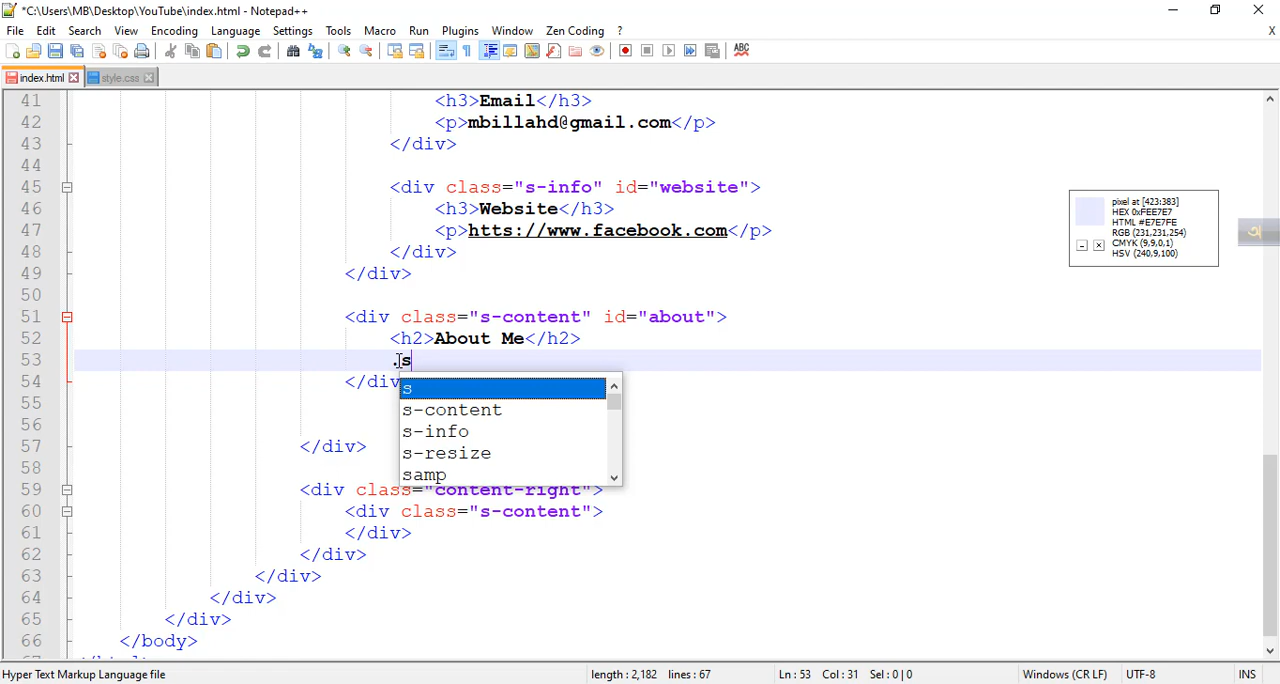 *C:\Users\MB\Desktop\YouTube\index.html - Notepad++
File Edit Search View Encoding Language Settings Tools Macro Run Plugins Window Zen Coding ? X
ABC
index.html style.css
41 <h3>Email</h3>
42 <p>mbillahd@gmail.com</p>
43 </div>
44
45 <div class="s-info" id="website">
46 <h3>Website</h3>
47 <p>htts://www.facebook.com</p>
48 </div>
49 </div>
50
51 <div class="s-content" id="about">
52 <h2>About Me</h2>
53 .s
54 </div
55
56
57 </div>
58
59 <div class="content-right">
60 <div class="s-content">
61 </div>
62 </div>
63 </div>
64 </div>
65 </div>
66 </body>
s
s-content
s-info
s-resize
samp
pixel at [423:383]
HEX 0xFEE7E7
HTML #E7E7FE
RGB (231,231,254)
CMYK (9,9,0,1)
HSV (240,9,100)
Hyper Text Markup Language file length : 2,182 lines : 67 Ln : 53 Col : 31 Sel : 0 | 0 Windows (CR LF) UTF-8 INS